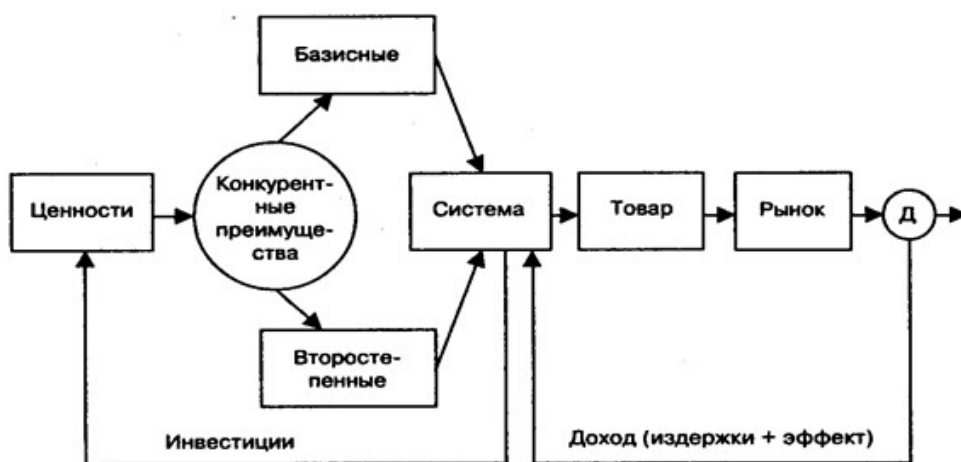 Базисные
Ценности
Конкурент-
ные
преимуще-
ства
Система
Товар
Рынок
Д
Второсте-
пенные
Инвестиции
Доход (издержки + эффект)